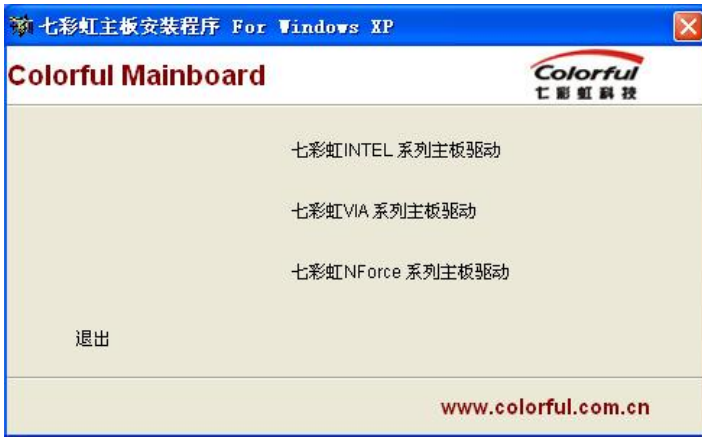 七彩虹主板安装程序 For Windows XP
Colorful Mainboard
Colorful
七彩虹科技
七彩虹INTEL 系列主板驱动
七彩虹VIA 系列主板驱动
七彩虹NForce 系列主板驱动
退出
www.colorful.com.cn